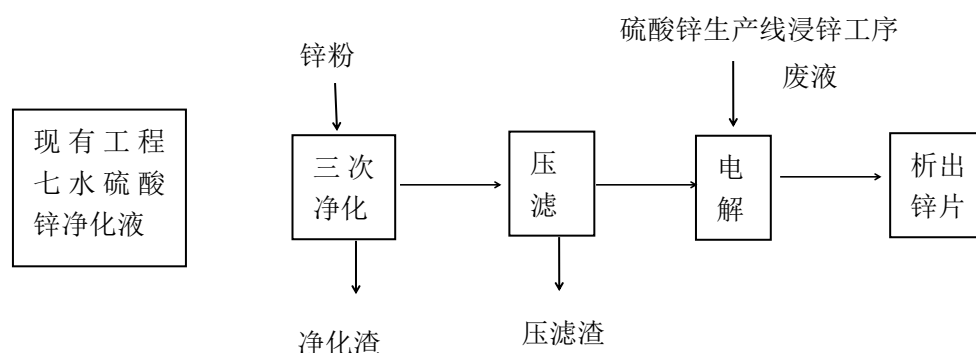 硫酸锌生产线浸锌工序
废液
锌粉
现有工程
七水硫酸
锌净化液
三次
净化
压
滤
电
解
析出
锌片
净化渣
压滤渣